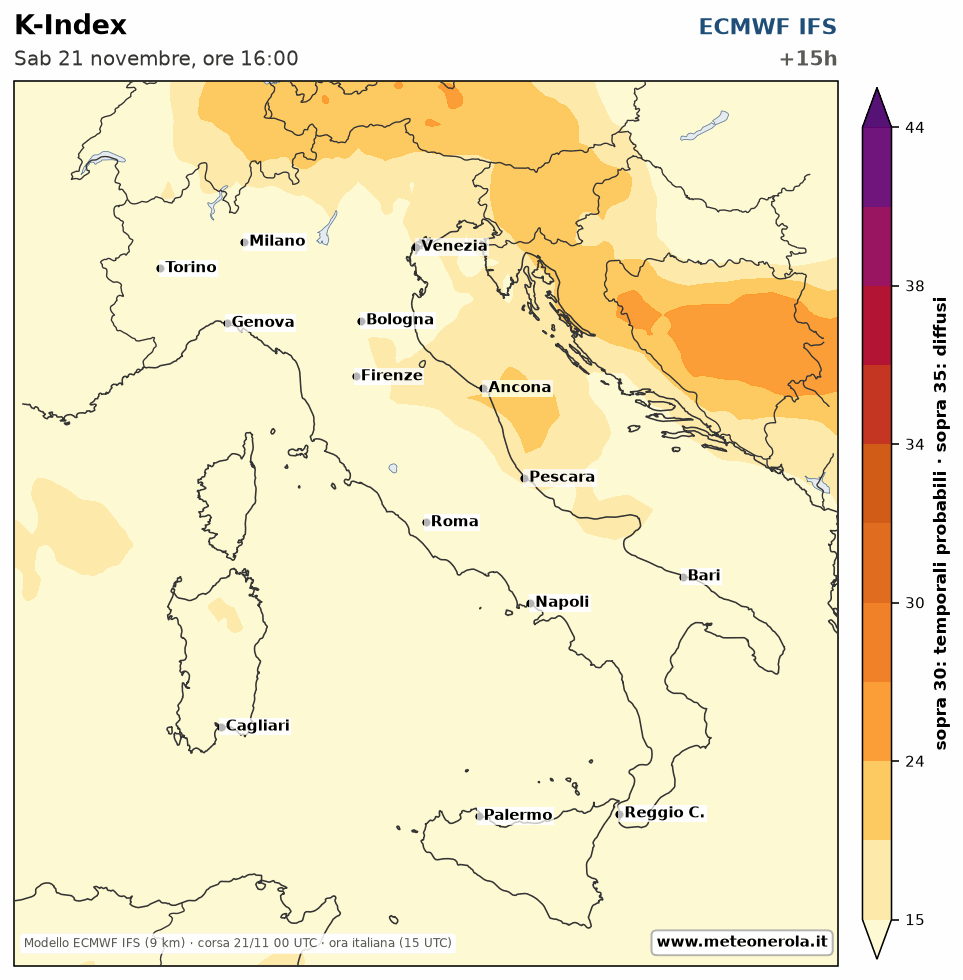 K-Index
ECMWF IFS
Sab 21 novembre, ore 16:00
+15h
44
38
34
30
24
15
sopra 30: temporali probabili · sopra 35: diffusi
Milano
Venezia
Torino
Genova
Bologna
Firenze
Ancona
Pescara
Roma
Bari
Napoli
Cagliari
Palermo
Reggio C.
Modello ECMWF IFS (9 km) · corsa 21/11 00 UTC · ora italiana (15 UTC)
www.meteonerola.it